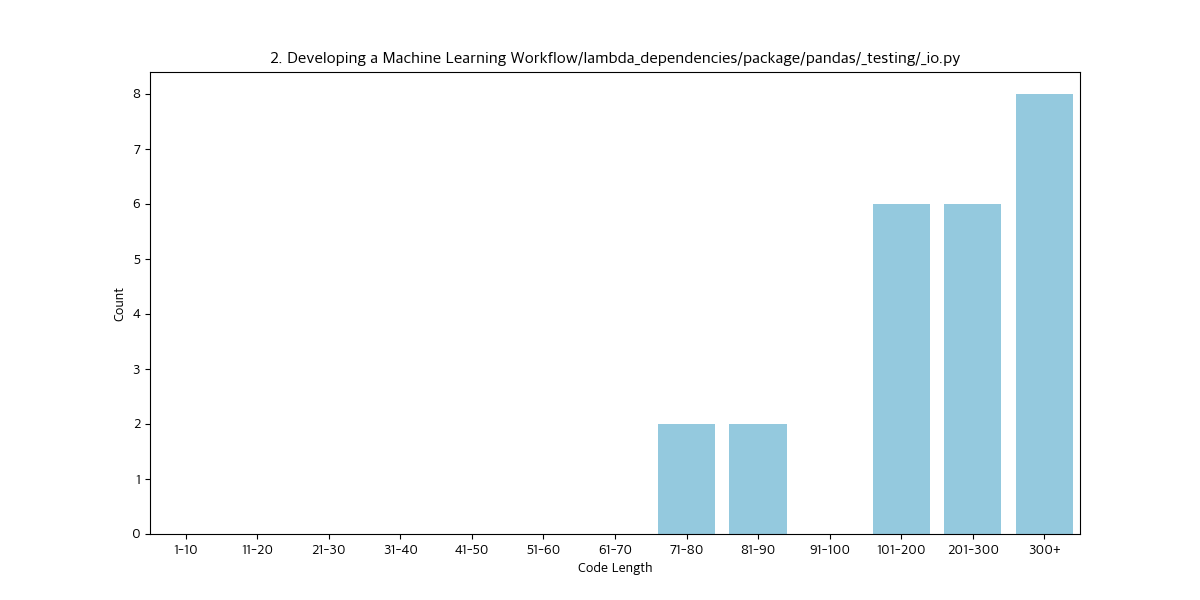 2. Developing a Machine Learning Workflow/lambda_dependencies/package/pandas/_testing/_io.py
8
7
6
5
4
3
2
1
0
Count
1-10 11-20 21-30 31-40 41-50 51-60 61-70 71-80 81-90 91-100 101-200 201-300 300+
Code Length